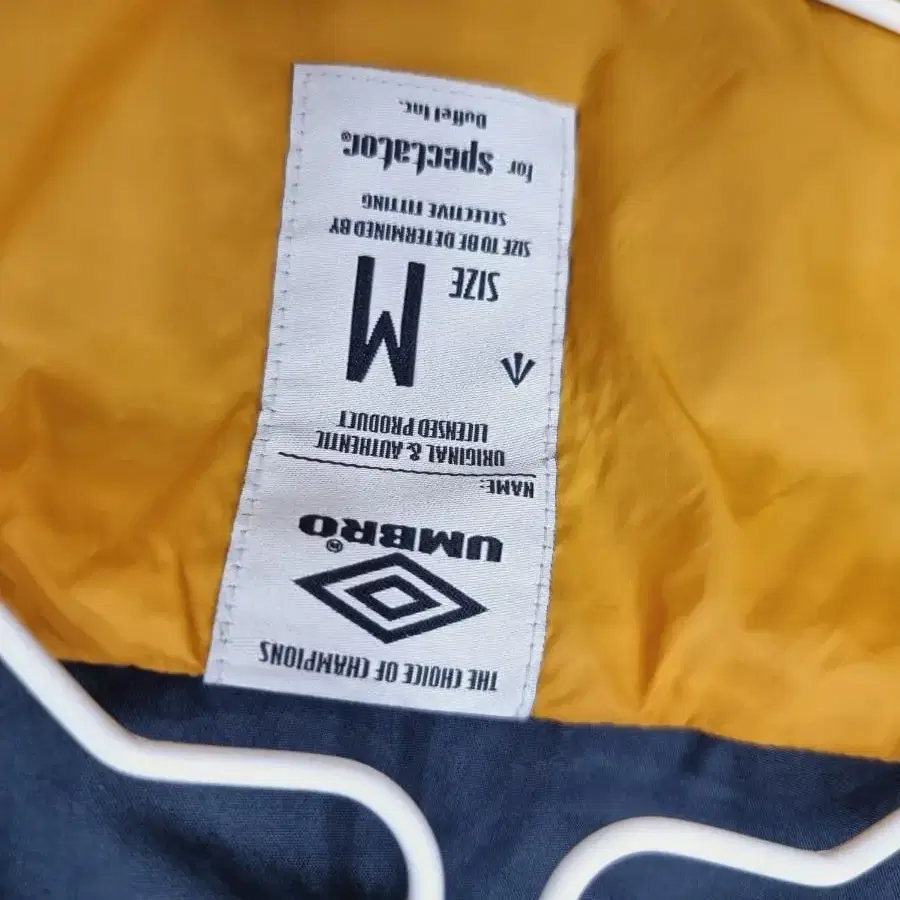 THE CHOICE OF CHAMPIONS
UMBRO®
NAME:
ORIGINAL & AUTHENTIC
LICENSED PRODUCT
SIZE M
SIZE TO BE DETERMINED BY
SELECTIVE FITTING
for spectator®
Duffel Inc.